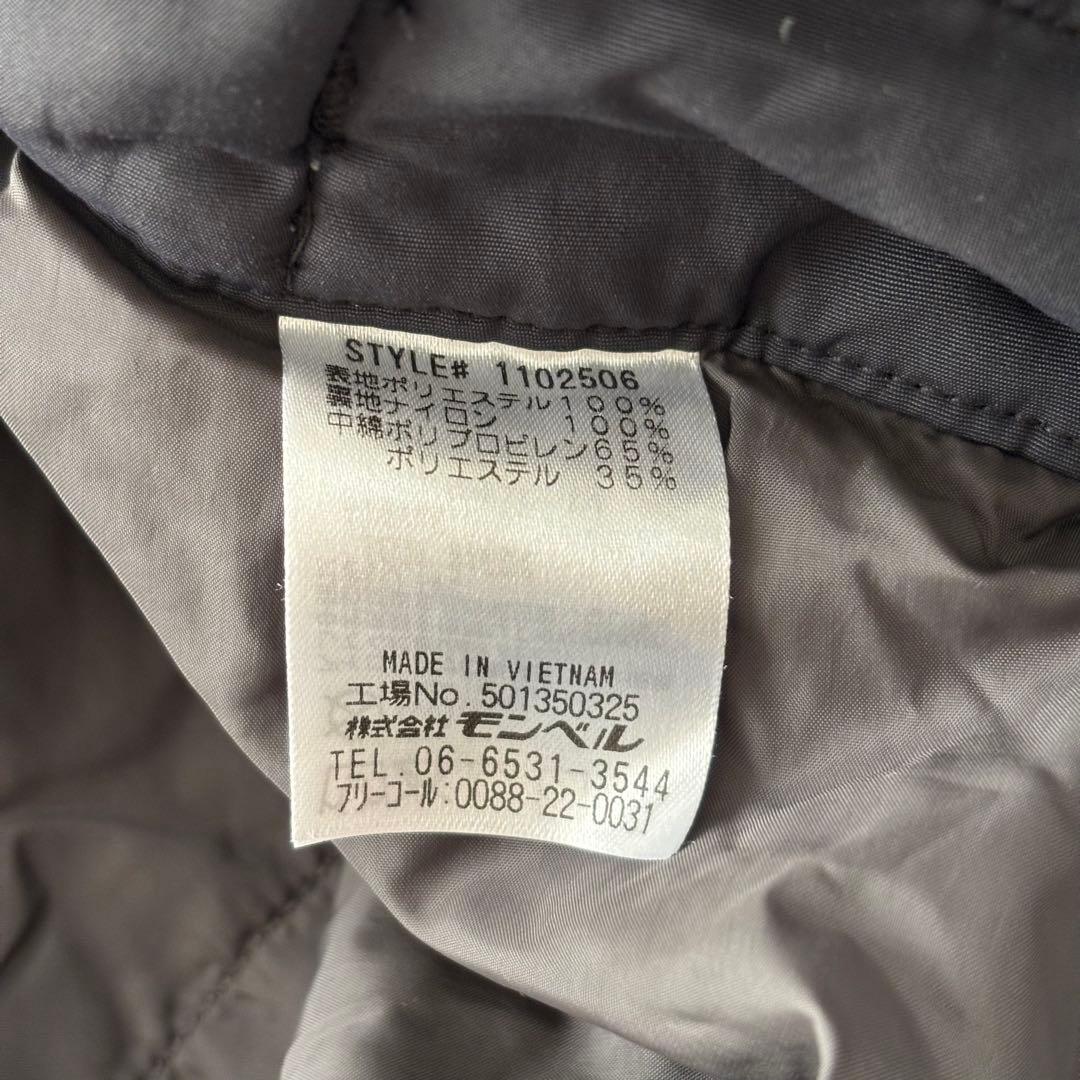 STYLE# 1102506
表地ポリエステル100%
裏地ナイロン 100%
中綿ポリプロピレン65%
ポリエステル 35%
MADE IN VIETNAM
工場No.501350325
株式会社モンベル
TEL.06-6531-3544
フリーコール:0088-22-0031